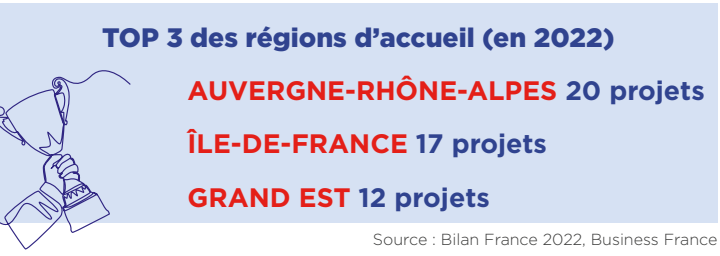 TOP 3 des régions d’accueil (en 2022)
AUVERGNE-RHÔNE-ALPES 20 projets
ÎLE-DE-FRANCE 17 projets
GRAND EST 12 projets
Source : Bilan France 2022, Business France